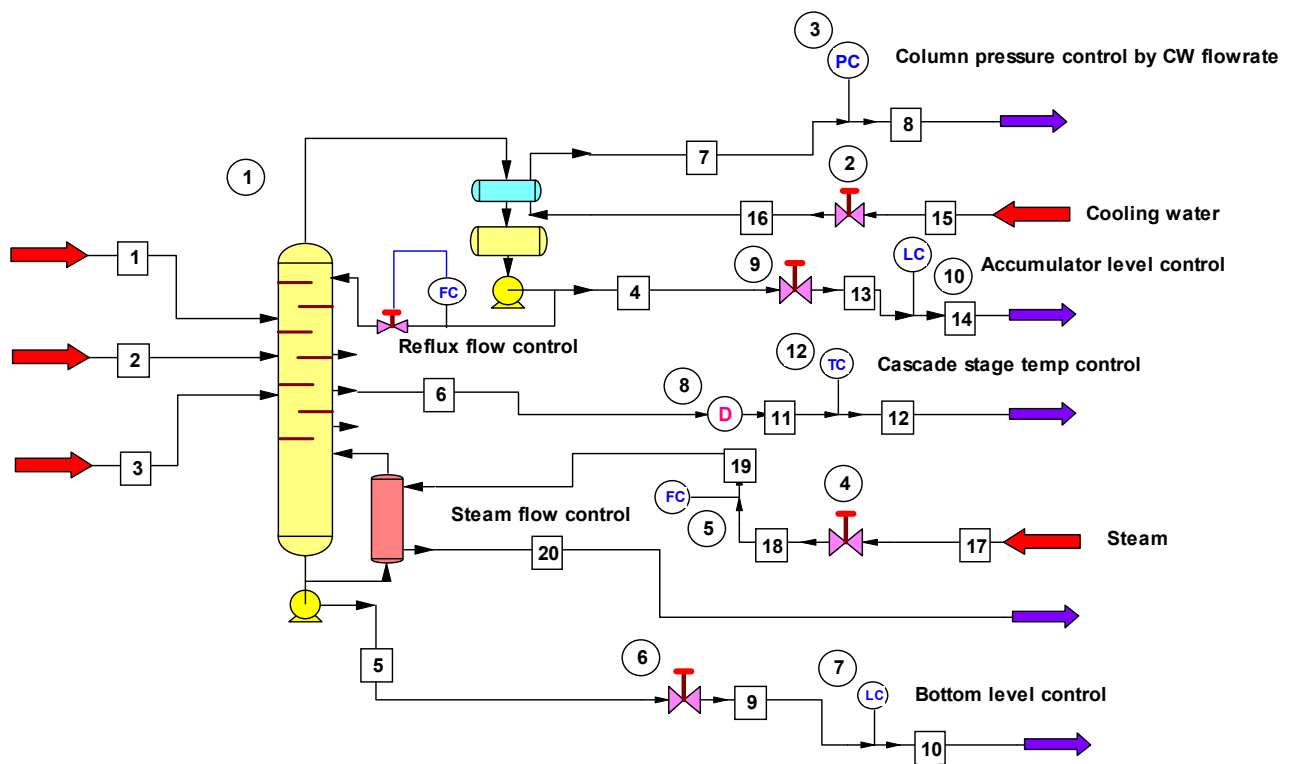 3
PC
Column pressure control by CW flowrate
8
7
1
2
16
15
Cooling water
1
9
LC
10
Accumulator level control
FC
4
13
14
Reflux flow control
2
12
TC
Cascade stage temp control
6
8
D
11
12
3
19
4
FC
5
Steam flow control
18
17
Steam
20
6
7
5
LC
Bottom level control
9
10